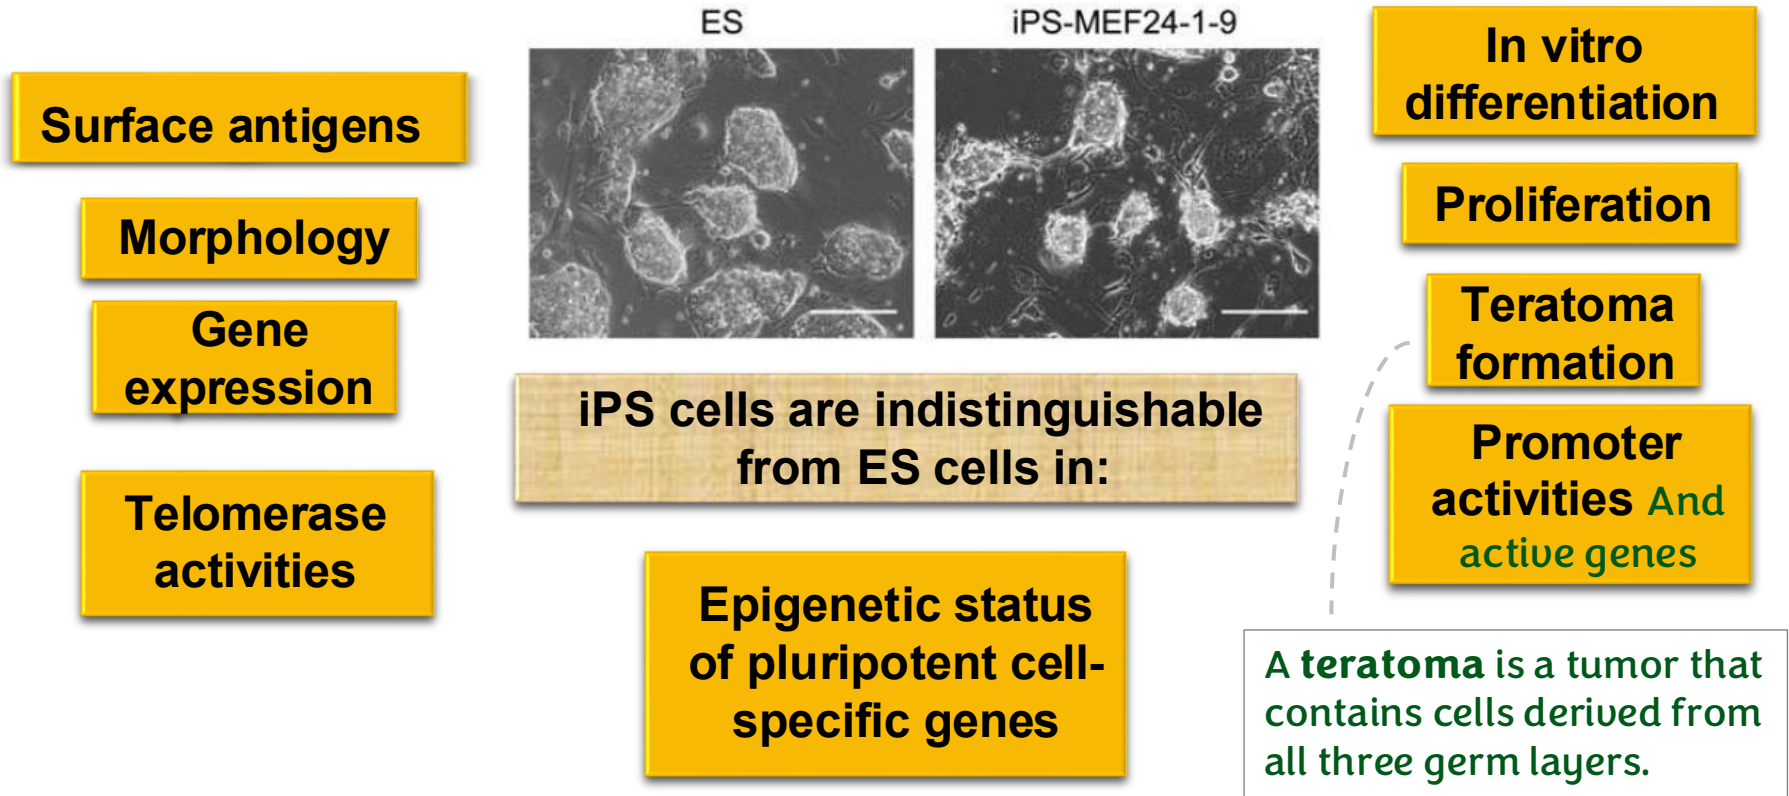 ES
iPS-MEF24-1-9
Surface antigens
Morphology
Gene
expression
Telomerase
activities
iPS cells are indistinguishable
from ES cells in:
Epigenetic status
of pluripotent cell-
specific genes
In vitro
differentiation
Proliferation
Teratoma
formation
Promoter
activities And
active genes
A teratoma is a tumor that
contains cells derived from
all three germ layers.